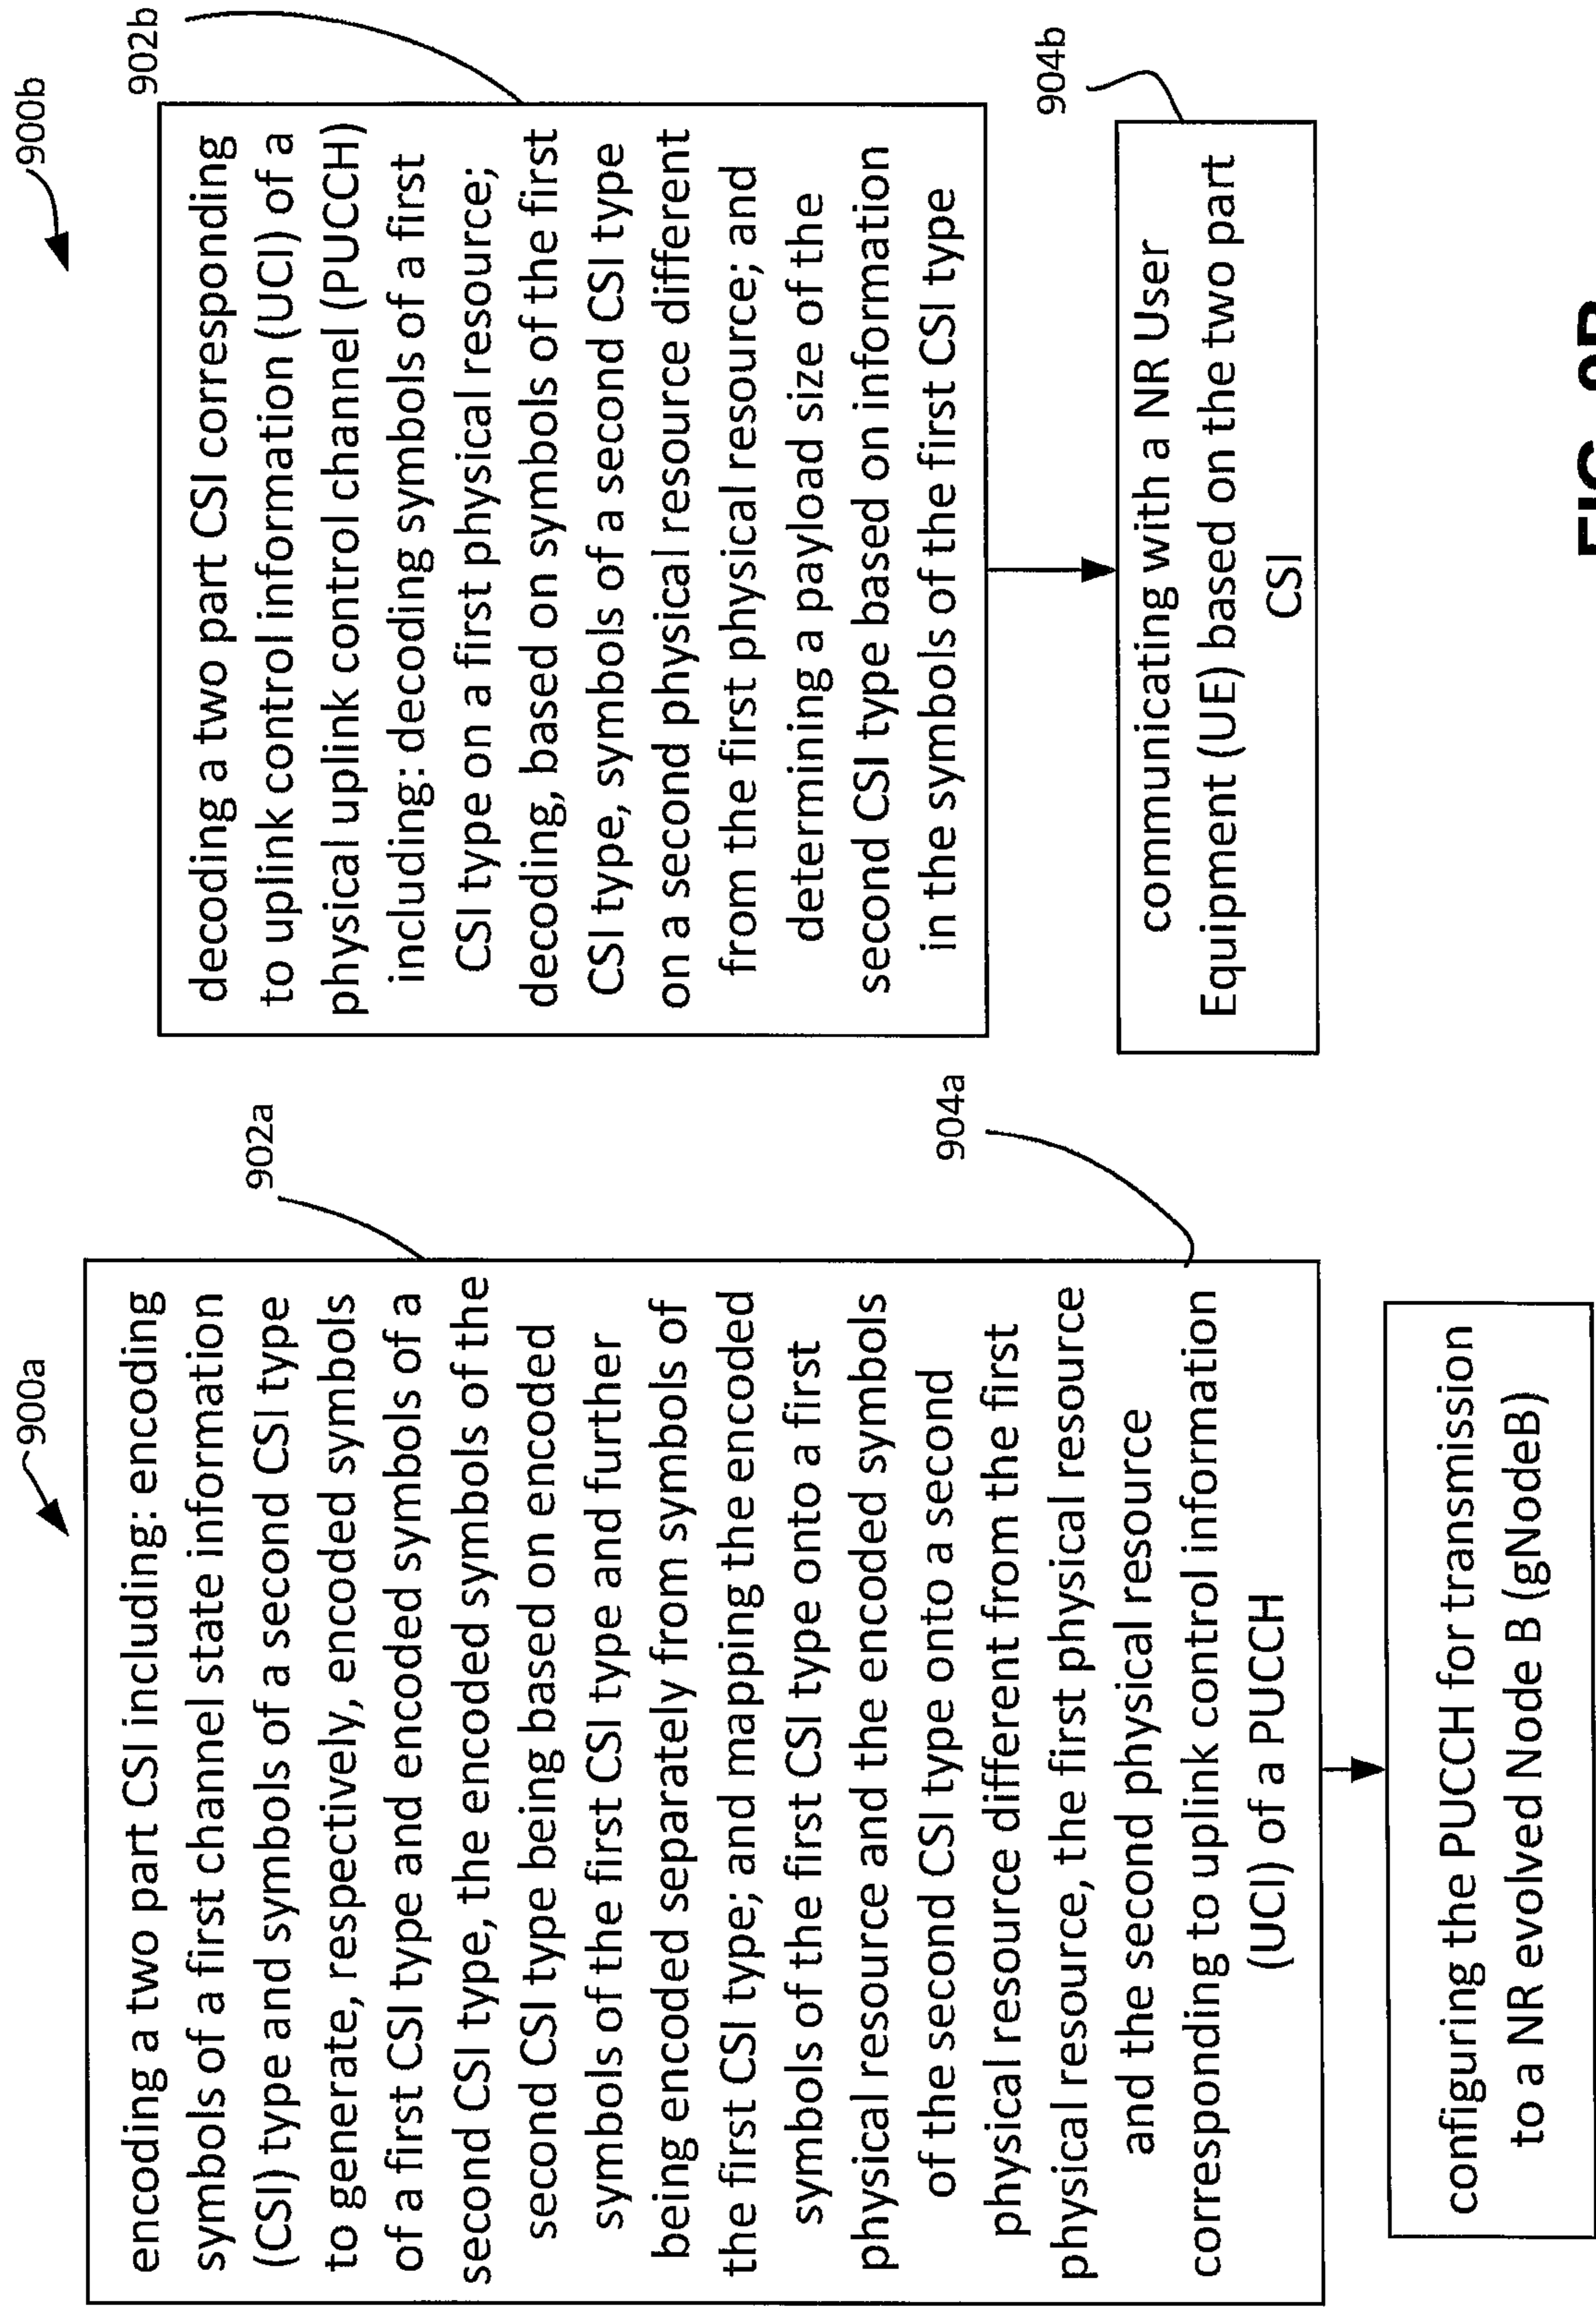 900a
902a
encoding a two part CSI including: encoding
symbols of a first channel state information
(CSI) type and symbols of a second CSI type
to generate, respectively, encoded symbols
of a first CSI type and encoded symbols of a
second CSI type, the encoded symbols of the
second CSI type being based on encoded
symbols of the first CSI type and further
being encoded separately from symbols of
the first CSI type; and mapping the encoded
symbols of the first CSI type onto a first
physical resource and the encoded symbols
of the second CSI type onto a second
physical resource different from the first
physical resource, the first physical resource
and the second physical resource
corresponding to uplink control information
(UCI) of a PUCCH
904a
configuring the PUCCH for transmission
to a NR evolved Node B (gNodeB)
900b
902b
decoding a two part CSI corresponding
to uplink control information (UCI) of a
physical uplink control channel (PUCCH)
including: decoding symbols of a first
CSI type on a first physical resource;
decoding, based on symbols of the first
CSI type, symbols of a second CSI type
on a second physical resource different
from the first physical resource; and
determining a payload size of the
second CSI type based on information
in the symbols of the first CSI type
904b
communicating with a NR User
Equipment (UE) based on the two part
CSI